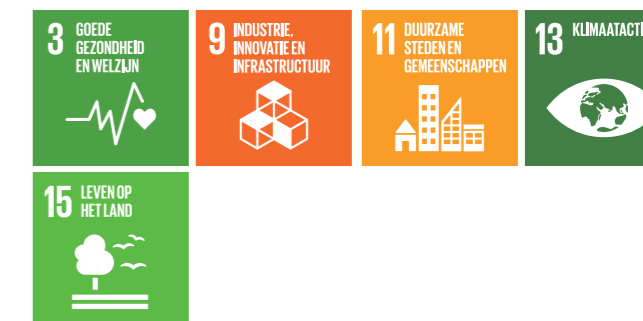 3 GOEDE
GEZONDHEID
EN WELZIJN
9 INDUSTRIE,
INNOVATIE EN
INFRASTRUCTUUR
11 DUURZAME
STEDEN EN
GEMEENSCHAPPEN
13 KLIMAATACTI
15 LEVEN OP
HET LAND